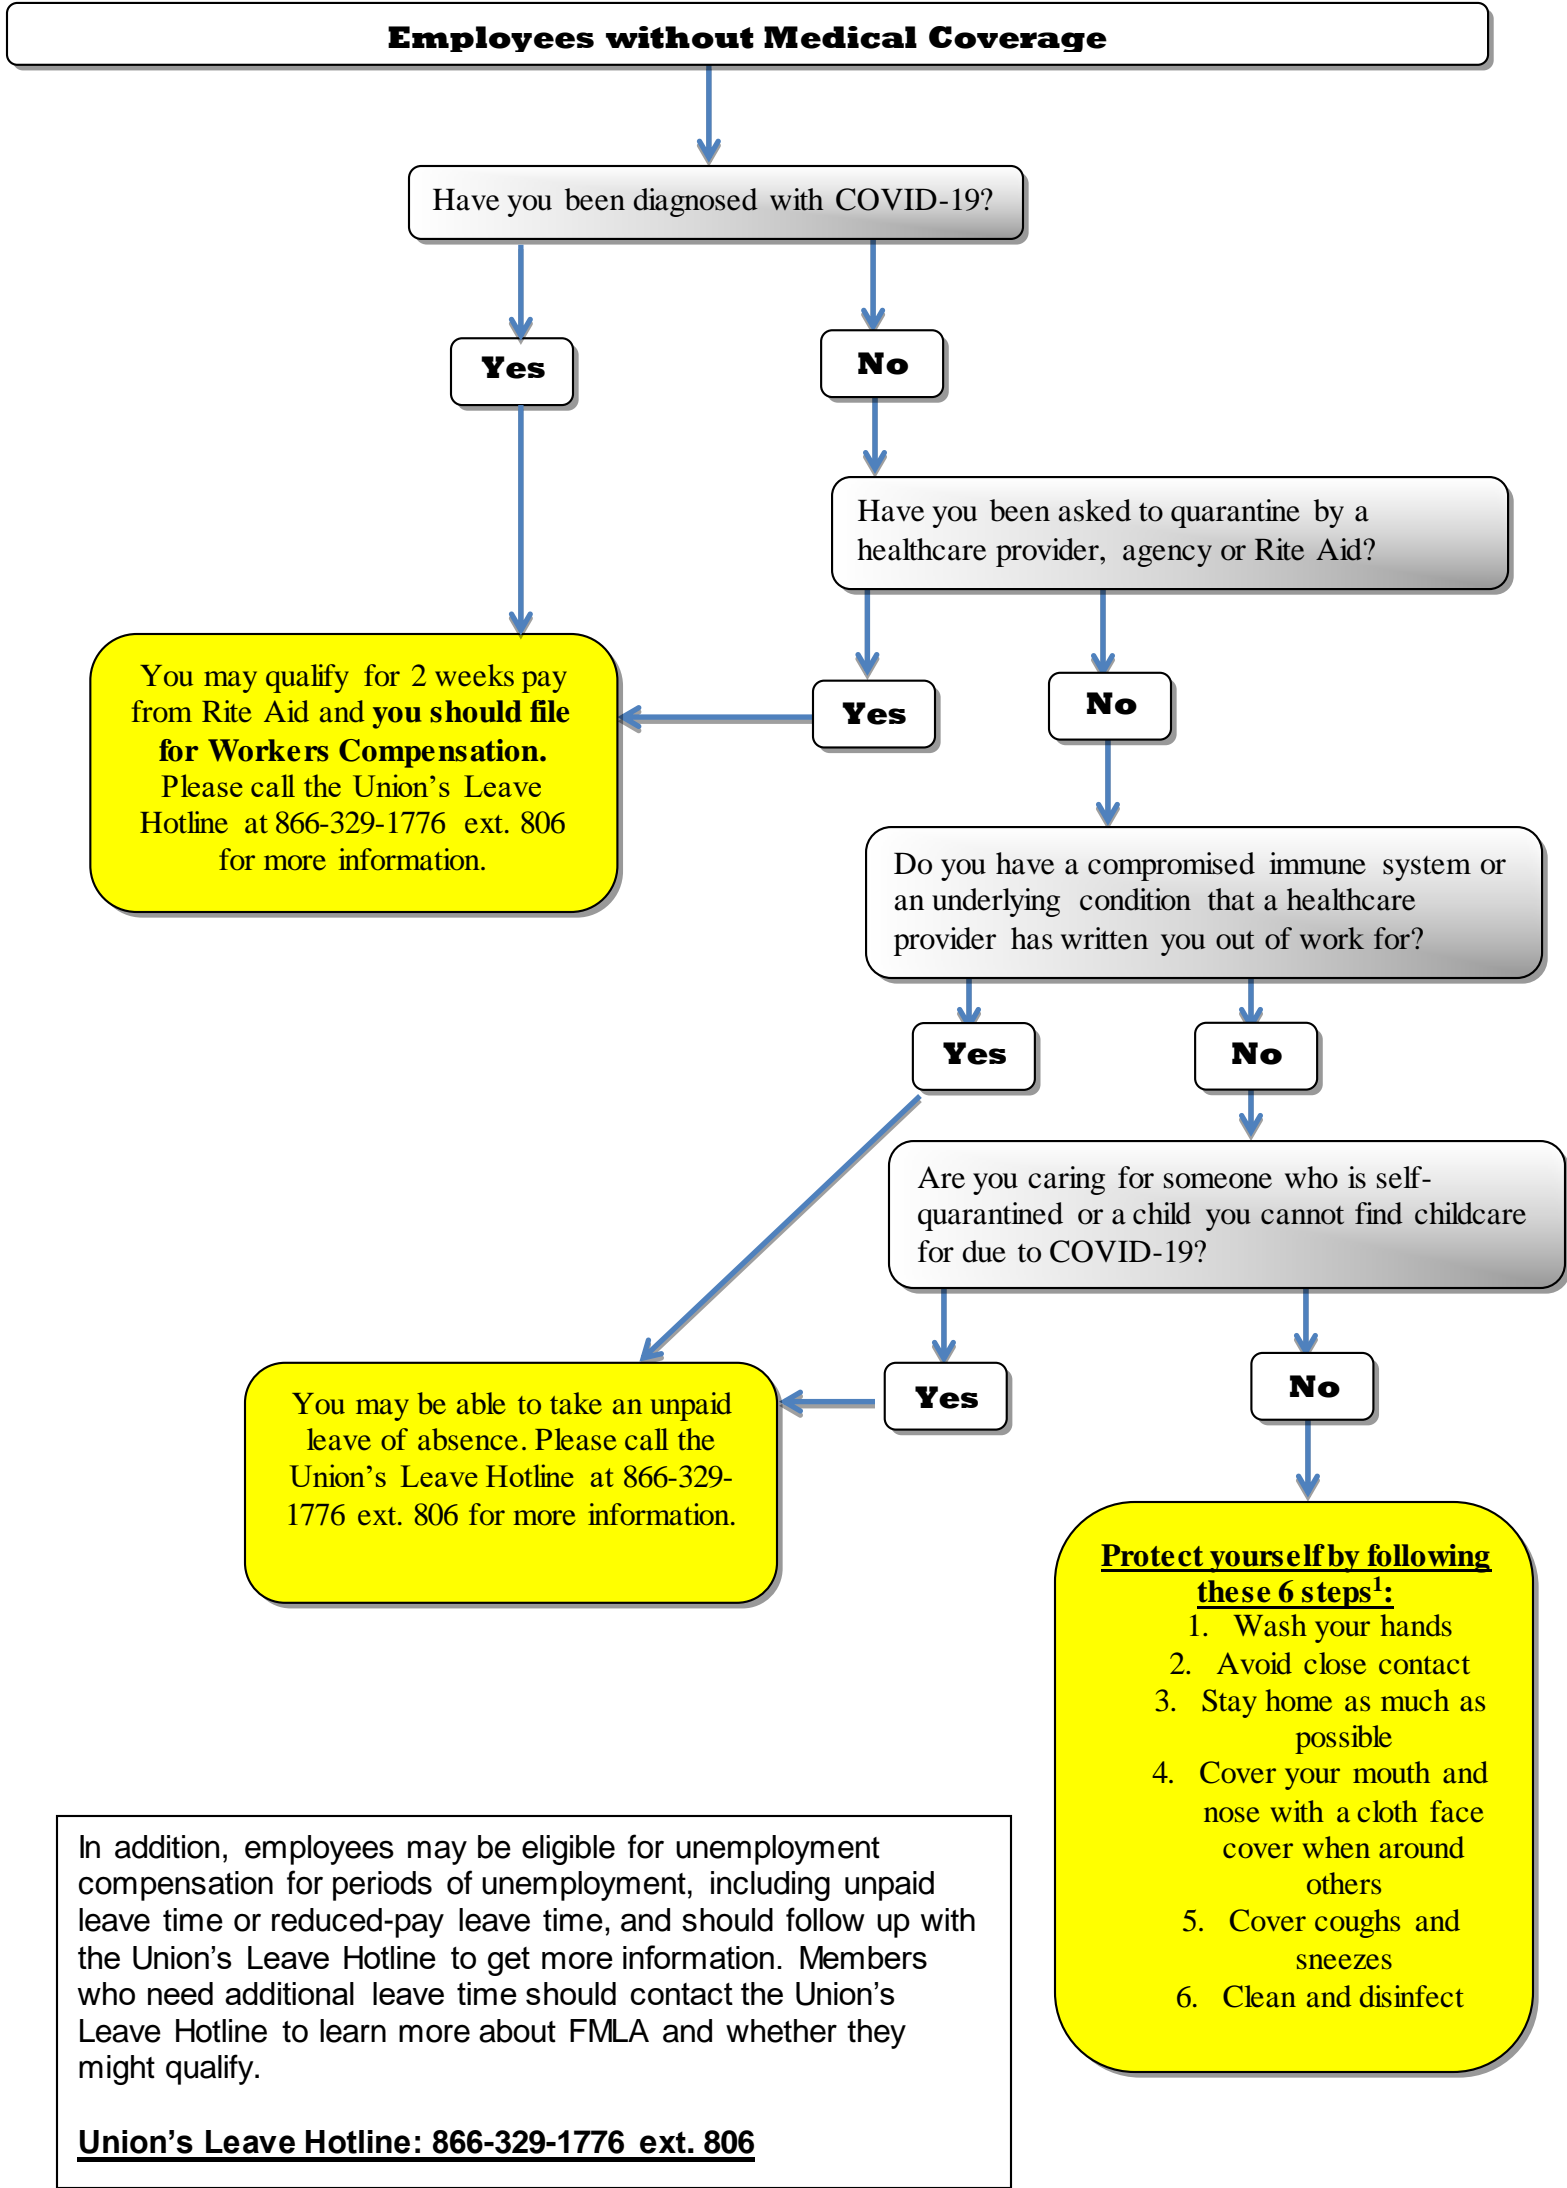 Employees without Medical Coverage
Have you been diagnosed with COVID-19?
Yes
No
Have you been asked to quarantine by a
healthcare provider, agency or Rite Aid?
You may qualify for 2 weeks pay
from Rite Aid and you should file
for Workers Compensation.
Please call the Union’s Leave
Hotline at 866-329-1776 ext. 806
for more information.
Yes
No
Do you have a compromised immune system or
an underlying condition that a healthcare
provider has written you out of work for?
Yes
No
Are you caring for someone who is self-
quarantined or a child you cannot find childcare
for due to COVID-19?
You may be able to take an unpaid
leave of absence. Please call the
Union’s Leave Hotline at 866-329-
1776 ext. 806 for more information.
Yes
No
Protect yourself by following
these 6 steps¹:
1. Wash your hands
2. Avoid close contact
3. Stay home as much as
possible
4. Cover your mouth and
nose with a cloth face
cover when around
others
5. Cover coughs and
sneezes
6. Clean and disinfect
In addition, employees may be eligible for unemployment
compensation for periods of unemployment, including unpaid
leave time or reduced-pay leave time, and should follow up with
the Union’s Leave Hotline to get more information. Members
who need additional leave time should contact the Union’s
Leave Hotline to learn more about FMLA and whether they
might qualify.
Union’s Leave Hotline: 866-329-1776 ext. 806